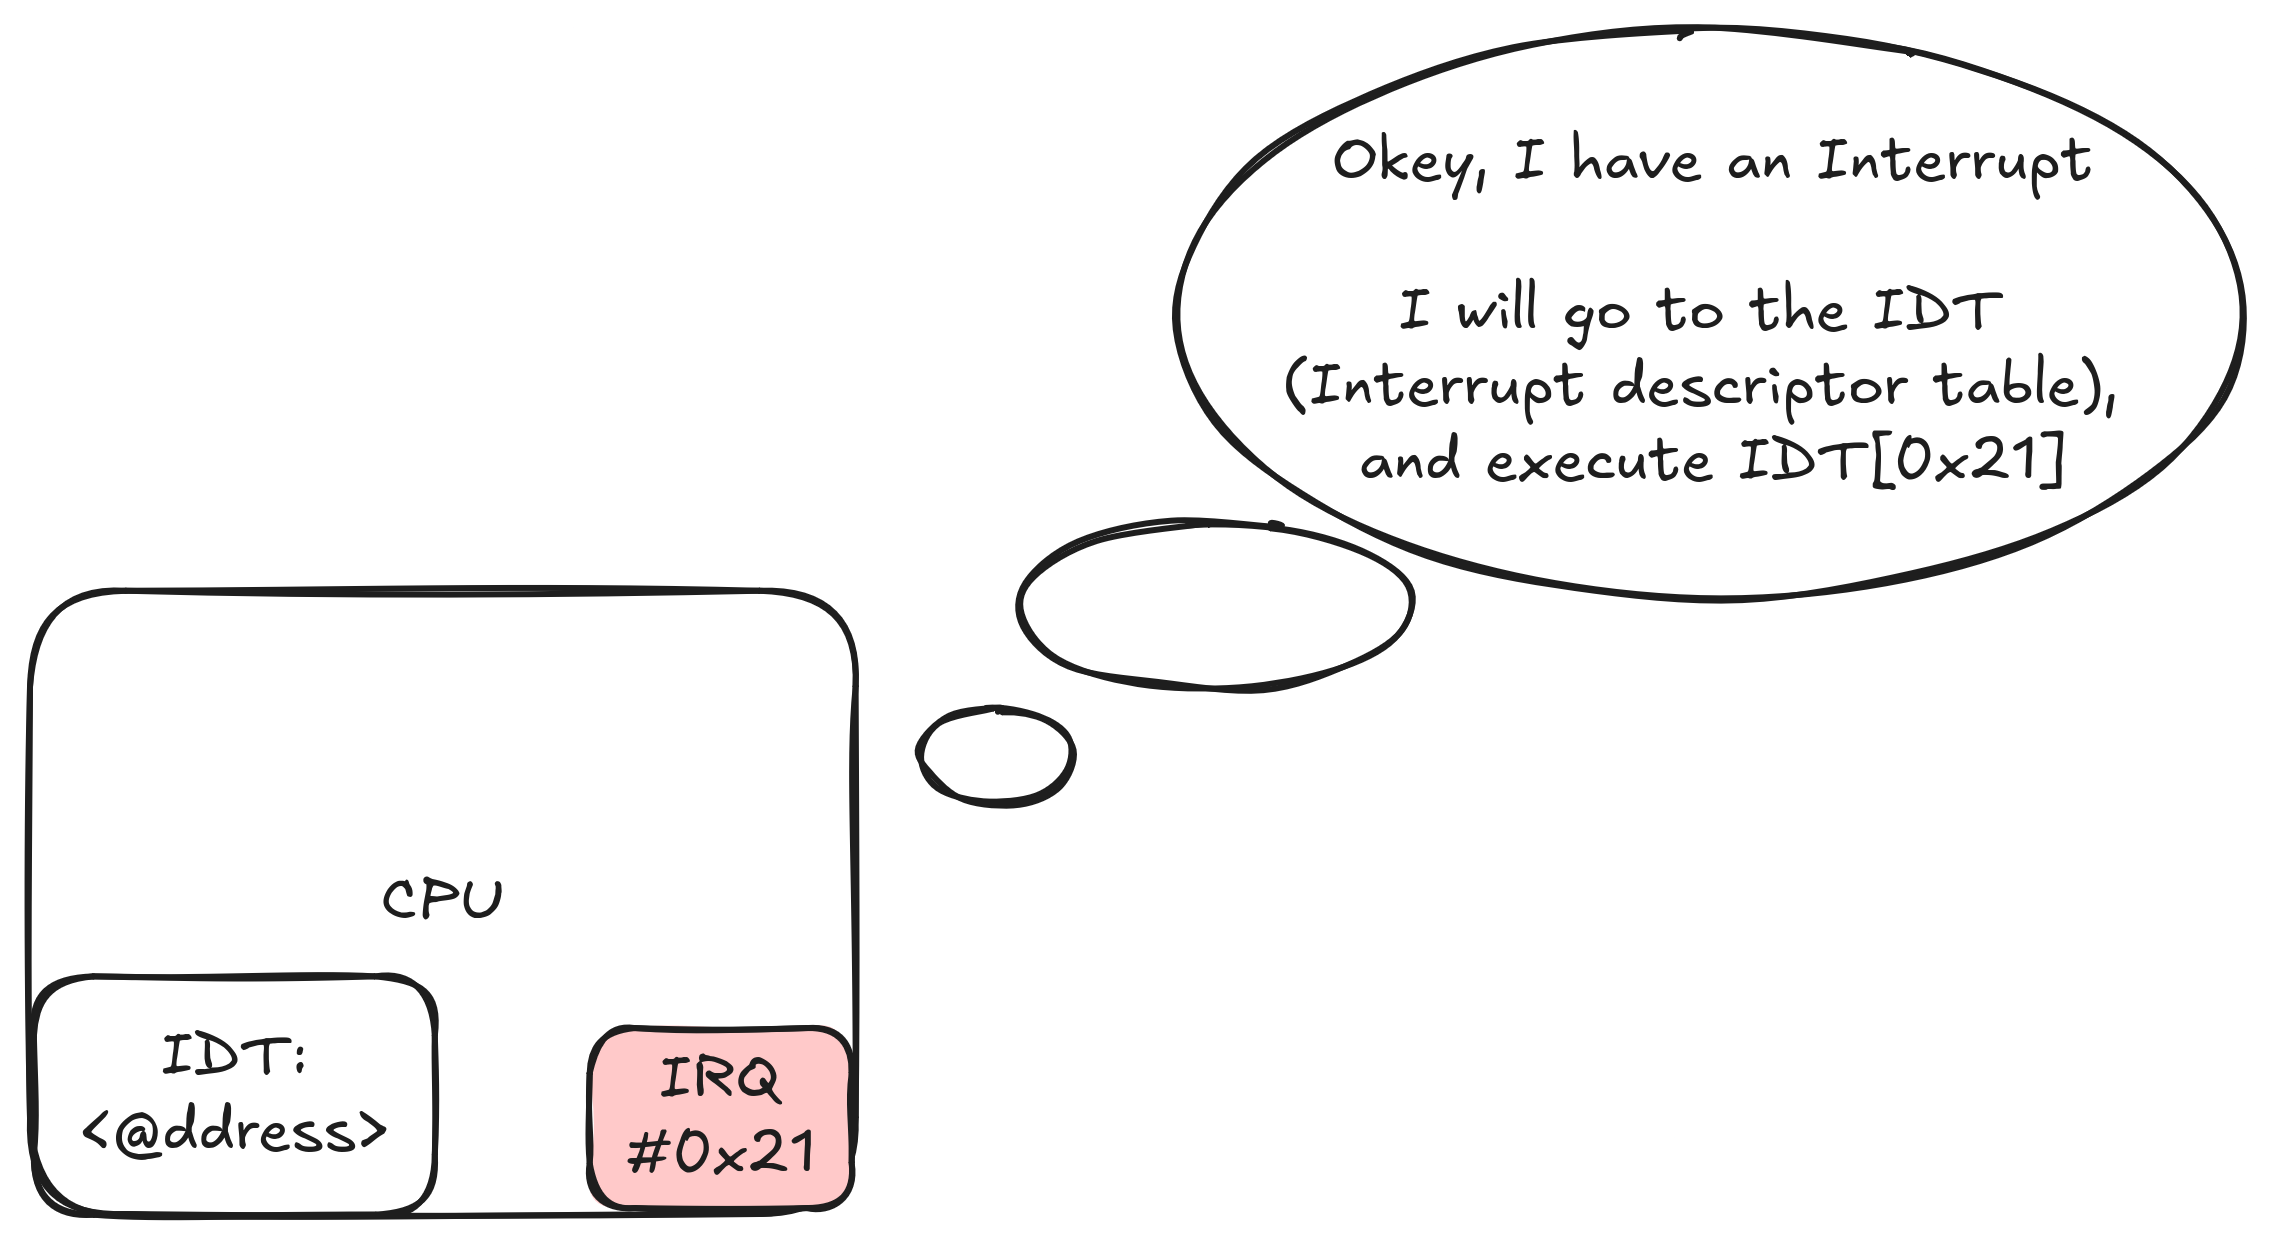 Okey, I have an Interrupt
I will go to the IDT
(Interrupt descriptor table),
and execute IDT[0x21]
CPU
IDT:
<@ddress>
IRQ
#0x21